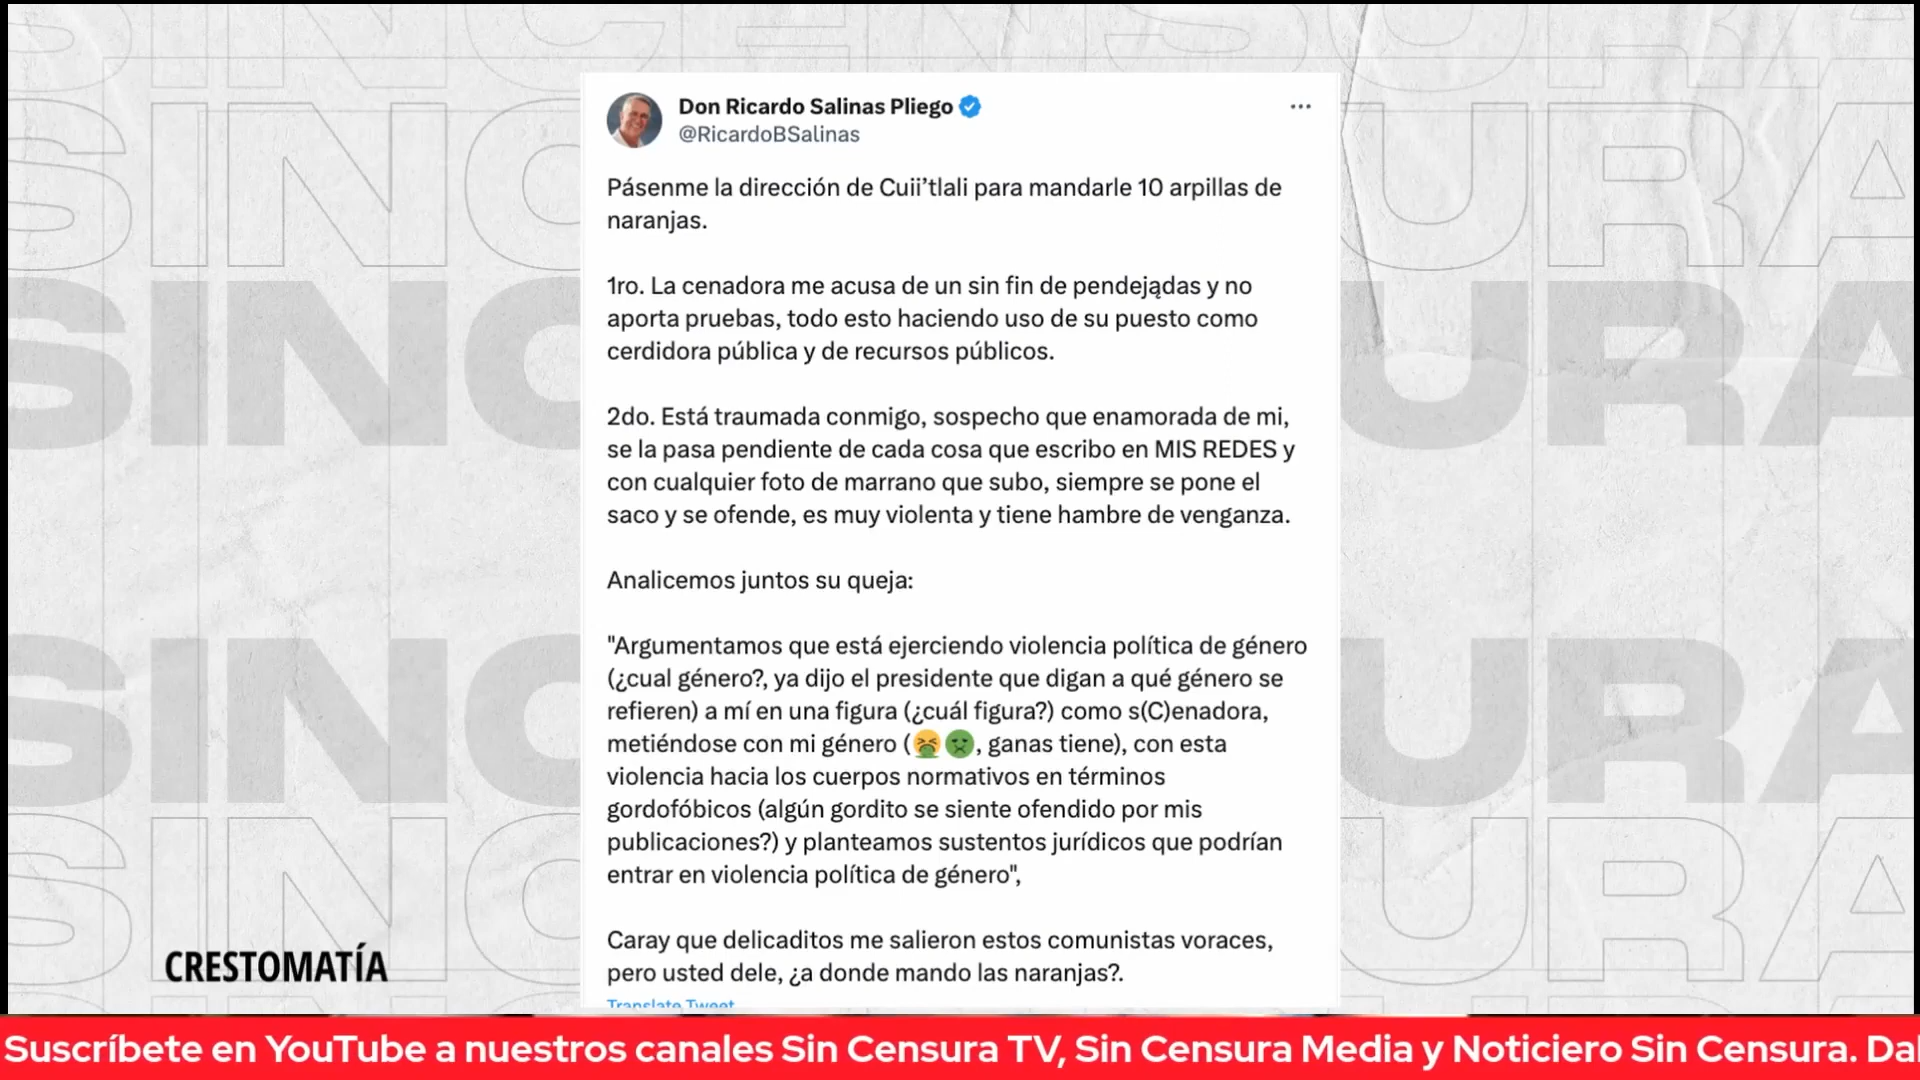 SINCENSURA
SINCENSURA
SINCENSURA
SINCENSURA
SINCENSURA
Don Ricardo Salinas Pliego
@RicardoBSalinas
Pásenme la dirección de Cuii'tlali para mandarle 10 arpillas de
naranjas.
1ro. La cenadora me acusa de un sin fin de pendejądas y no
aporta pruebas, todo esto haciendo uso de su puesto como
cerdidora pública y de recursos públicos.
2do. Está traumada conmigo, sospecho que enamorada de mi,
se la pasa pendiente de cada cosa que escribo en MIS REDES y
con cualquier foto de marrano que subo, siempre se pone el
saco y se ofende, es muy violenta y tiene hambre de venganza.
Analicemos juntos su queja:
"Argumentamos que está ejerciendo violencia política de género
(¿cual género?, ya dijo el presidente que digan a qué género se
refieren) a mí en una figura (¿cuál figura?) como s(C)enadora,
metiéndose con mi género (🤮🤢, ganas tiene), con esta
violencia hacia los cuerpos normativos en términos
gordofóbicos (algún gordito se siente ofendido por mis
publicaciones?) y planteamos sustentos jurídicos que podrían
entrar en violencia política de género",
Caray que delicaditos me salieron estos comunistas voraces,
pero usted dele, ¿a donde mando las naranjas?.
Translate Tweet
CRESTOMATÍA
Suscríbete en YouTube a nuestros canales Sin Censura TV, Sin Censura Media y Noticiero Sin Censura. Dal